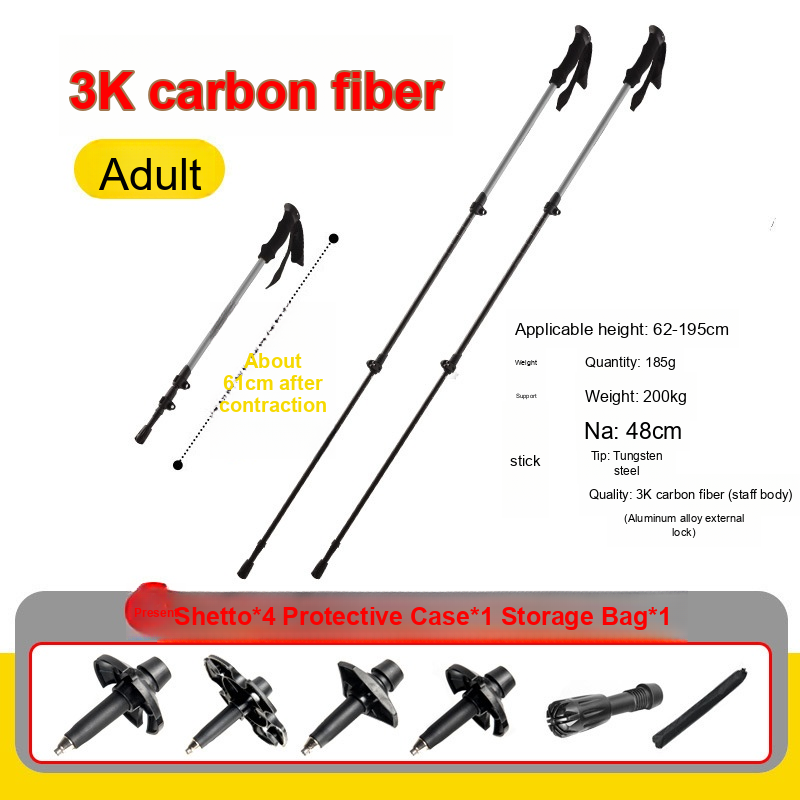 3K carbon fiber
Adult
About
61cm after
contraction
Applicable height: 62-195cm
Weight
Quantity: 185g
Support
Weight: 200kg
Na: 48cm
stick
Tip: Tungsten
steel
Quality: 3K carbon fiber (staff body)
(Aluminum alloy external
lock)
Present
Shetto*4 Protective Case*1 Storage Bag*1